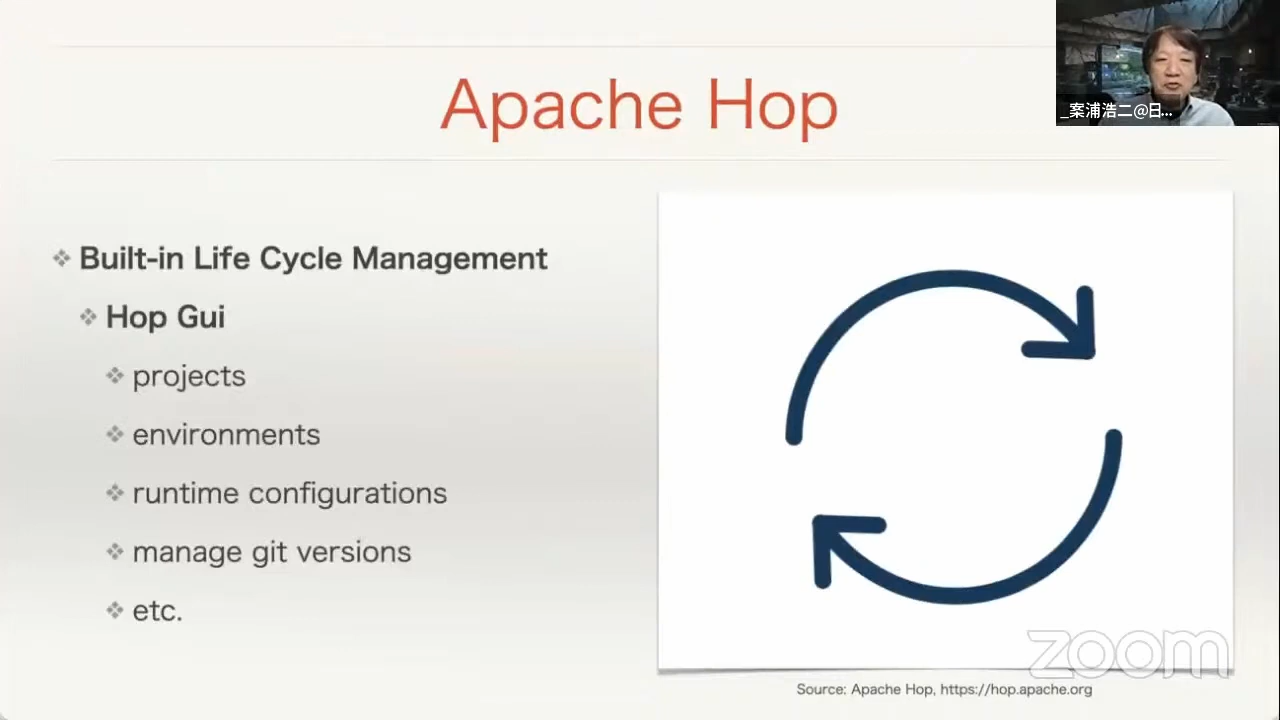 Apache Hop
_案浦浩二@日...
Built-in Life Cycle Management
Hop Gui
projects
environments
runtime configurations
manage git versions
etc.
zoom
Source: Apache Hop, https://hop.apache.org